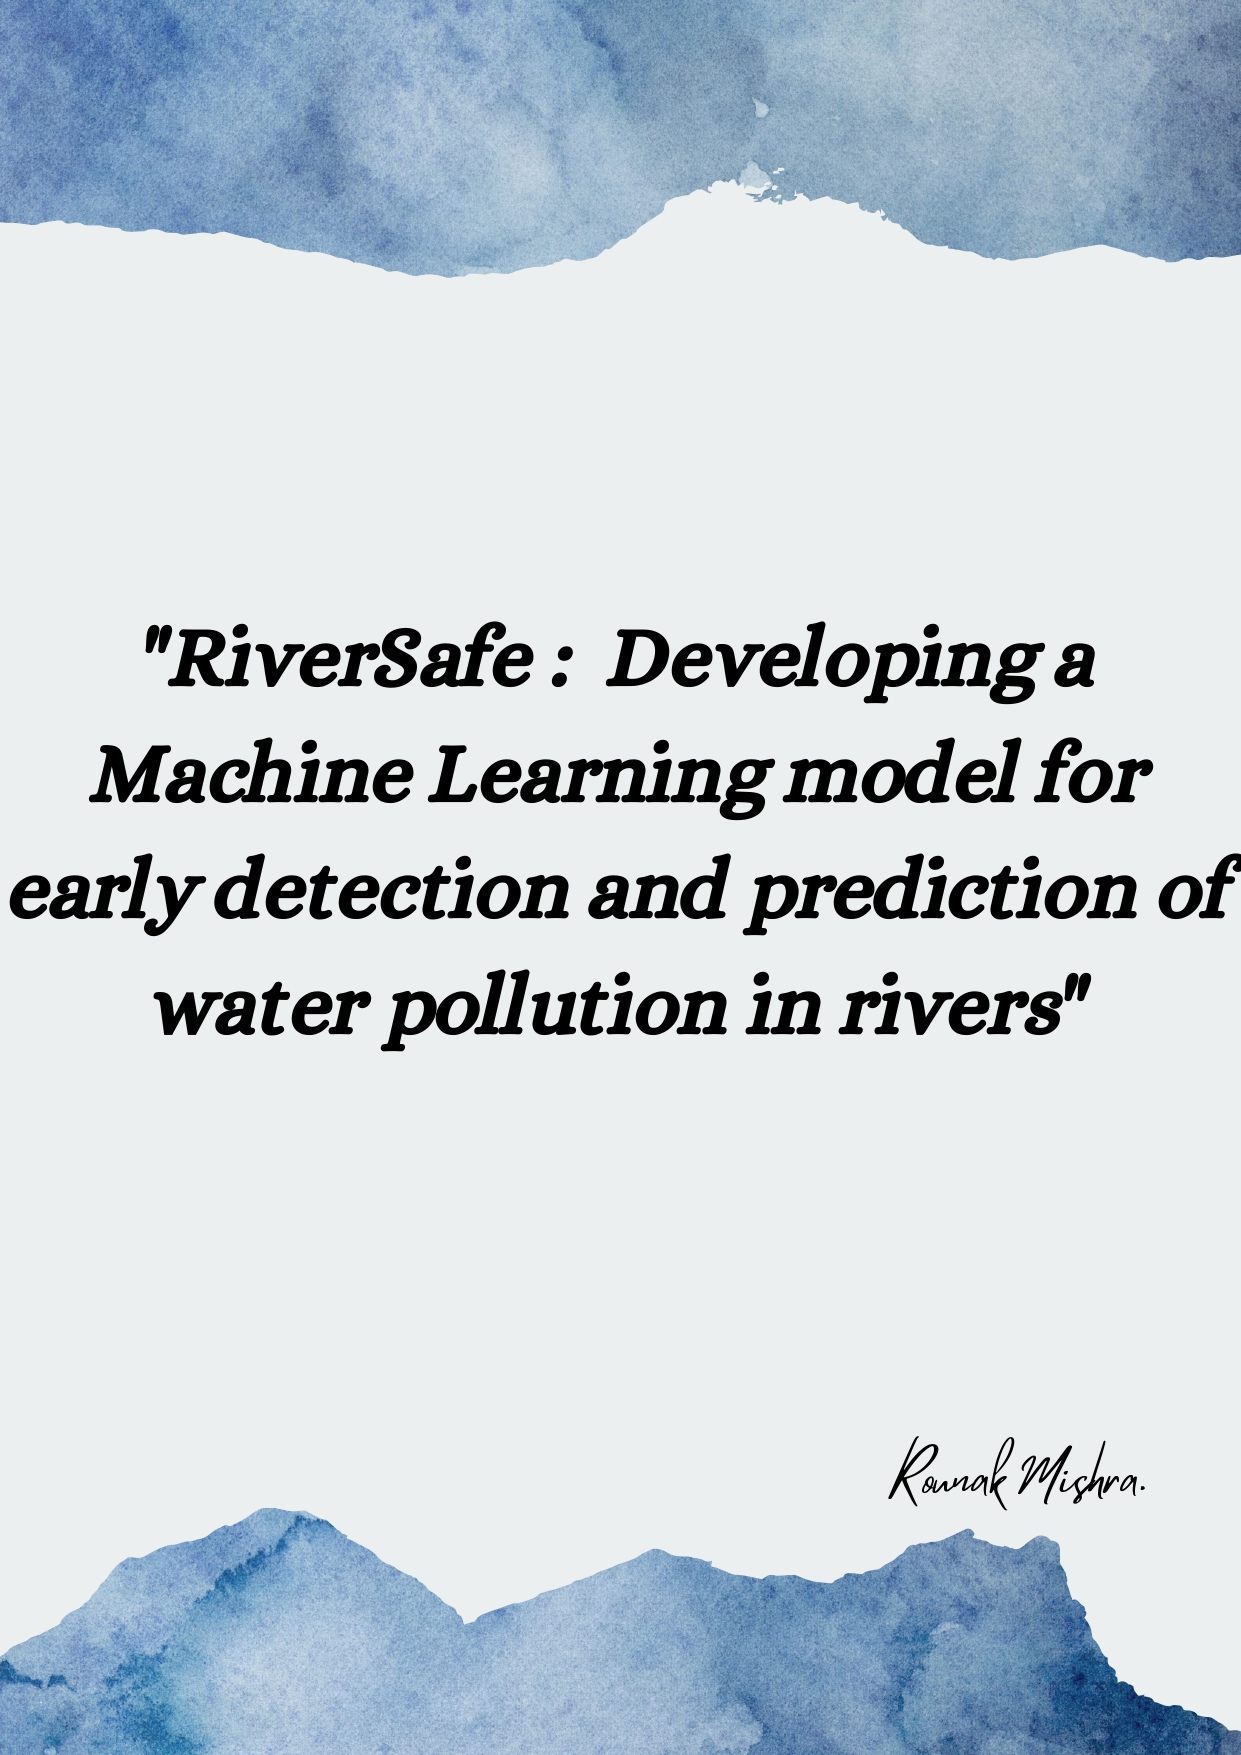 "RiverSafe :  Developing a
Machine Learning model for
early detection and prediction of
water pollution in rivers"
Rounak Mishra.